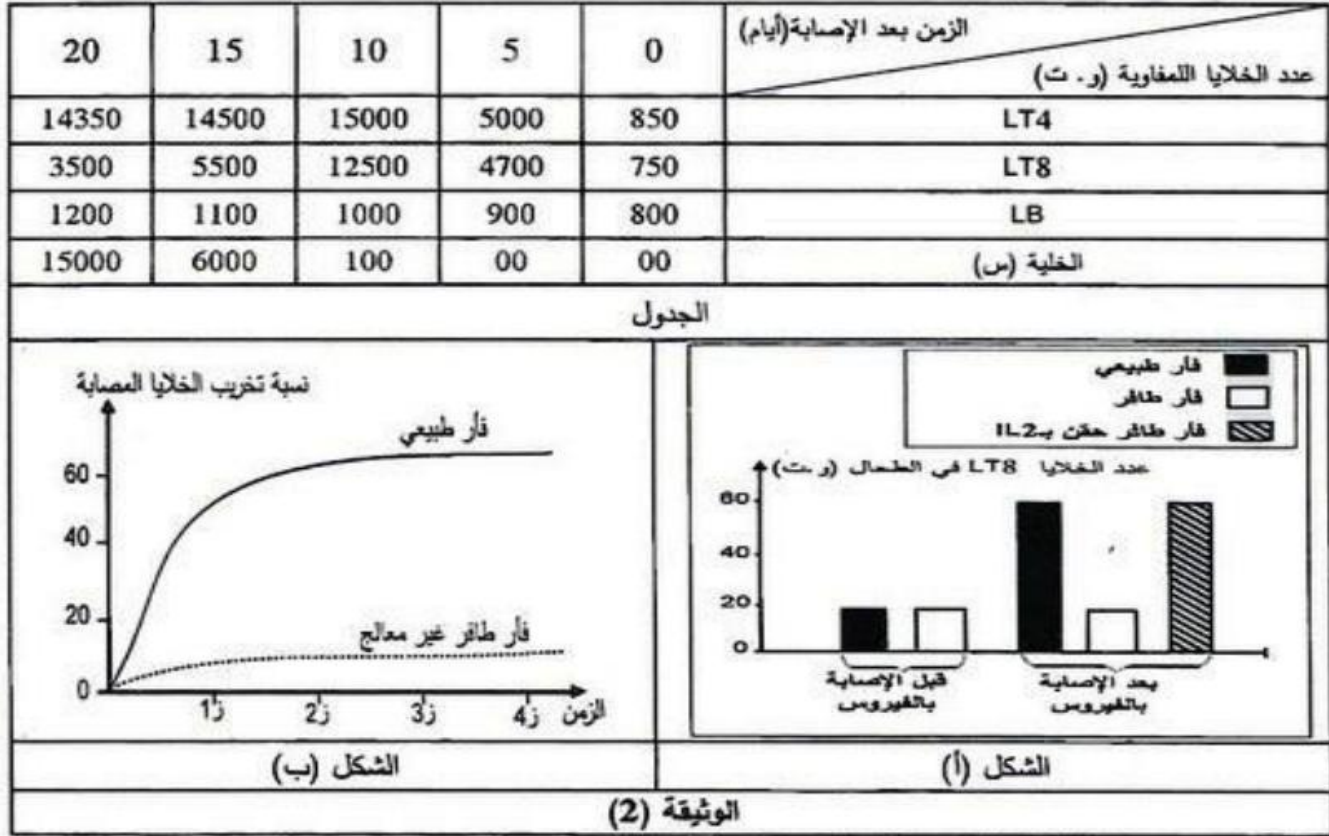 الزمن بعد الإصابة(أيام)
عدد الخلايا اللمفاوية (و. ت)
0 5 10 15 20
LT4 850 5000 15000 14500 14350
LT8 750 4700 12500 5500 3500
LB 800 900 1000 1100 1200
الخلية (س) 00 00 100 6000 15000
الجدول
فأر طبيعي
فأر طافر
فأر طافر حقن بـIL2
عدد الخلايا LT8 في الطحال (و.ت)
60
40
20
0
قبل الإصابة بالفيروس
بعد الإصابة بالفيروس
الشكل (أ)
نسبة تخريب الخلايا المصابة
فأر طبيعي
60
40
20
فأر طافر غير معالج
0
ز1 ز2 ز3 ز4 الزمن
الشكل (ب)
الوثيقة (2)